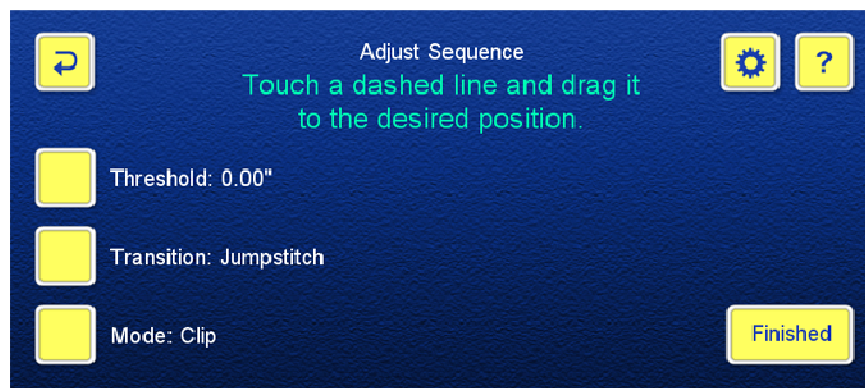 Adjust Sequence
Touch a dashed line and drag it
to the desired position.
?
Threshold: 0.00"
Transition: Jumpstitch
Mode: Clip
Finished